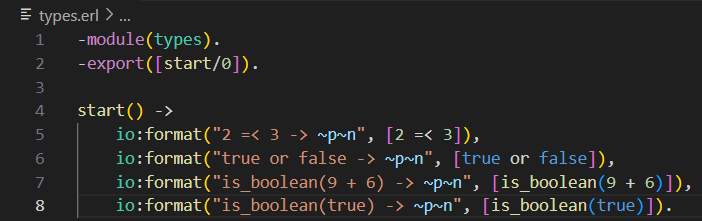 types.erl > ...
1 -module(types).
2 -export([start/0]).
3
4 start() ->
5 io:format("2 =< 3 -> ~p~n", [2 =< 3]),
6 io:format("true or false -> ~p~n", [true or false]),
7 io:format("is_boolean(9 + 6) -> ~p~n", [is_boolean(9 + 6)]),
8 io:format("is_boolean(true) -> ~p~n", [is_boolean(true)]).